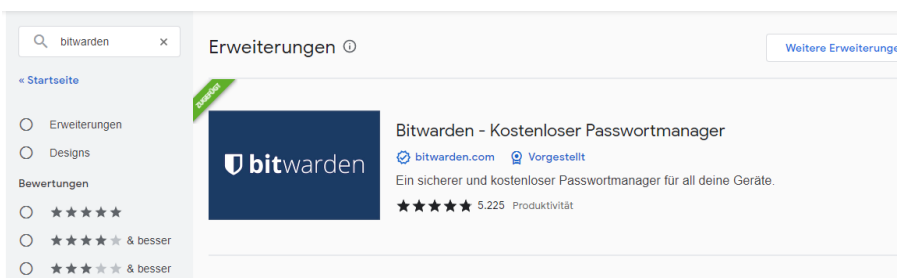 bitwarden ×
« Startseite
Erweiterungen
Designs
Bewertungen
& besser
& besser
Erweiterungen
Weitere Erweiterunge
ZUGEFÜGT
bitwarden
Bitwarden - Kostenloser Passwortmanager
bitwarden.com Vorgestellt
Ein sicherer und kostenloser Passwortmanager für all deine Geräte.
5.225 Produktivität